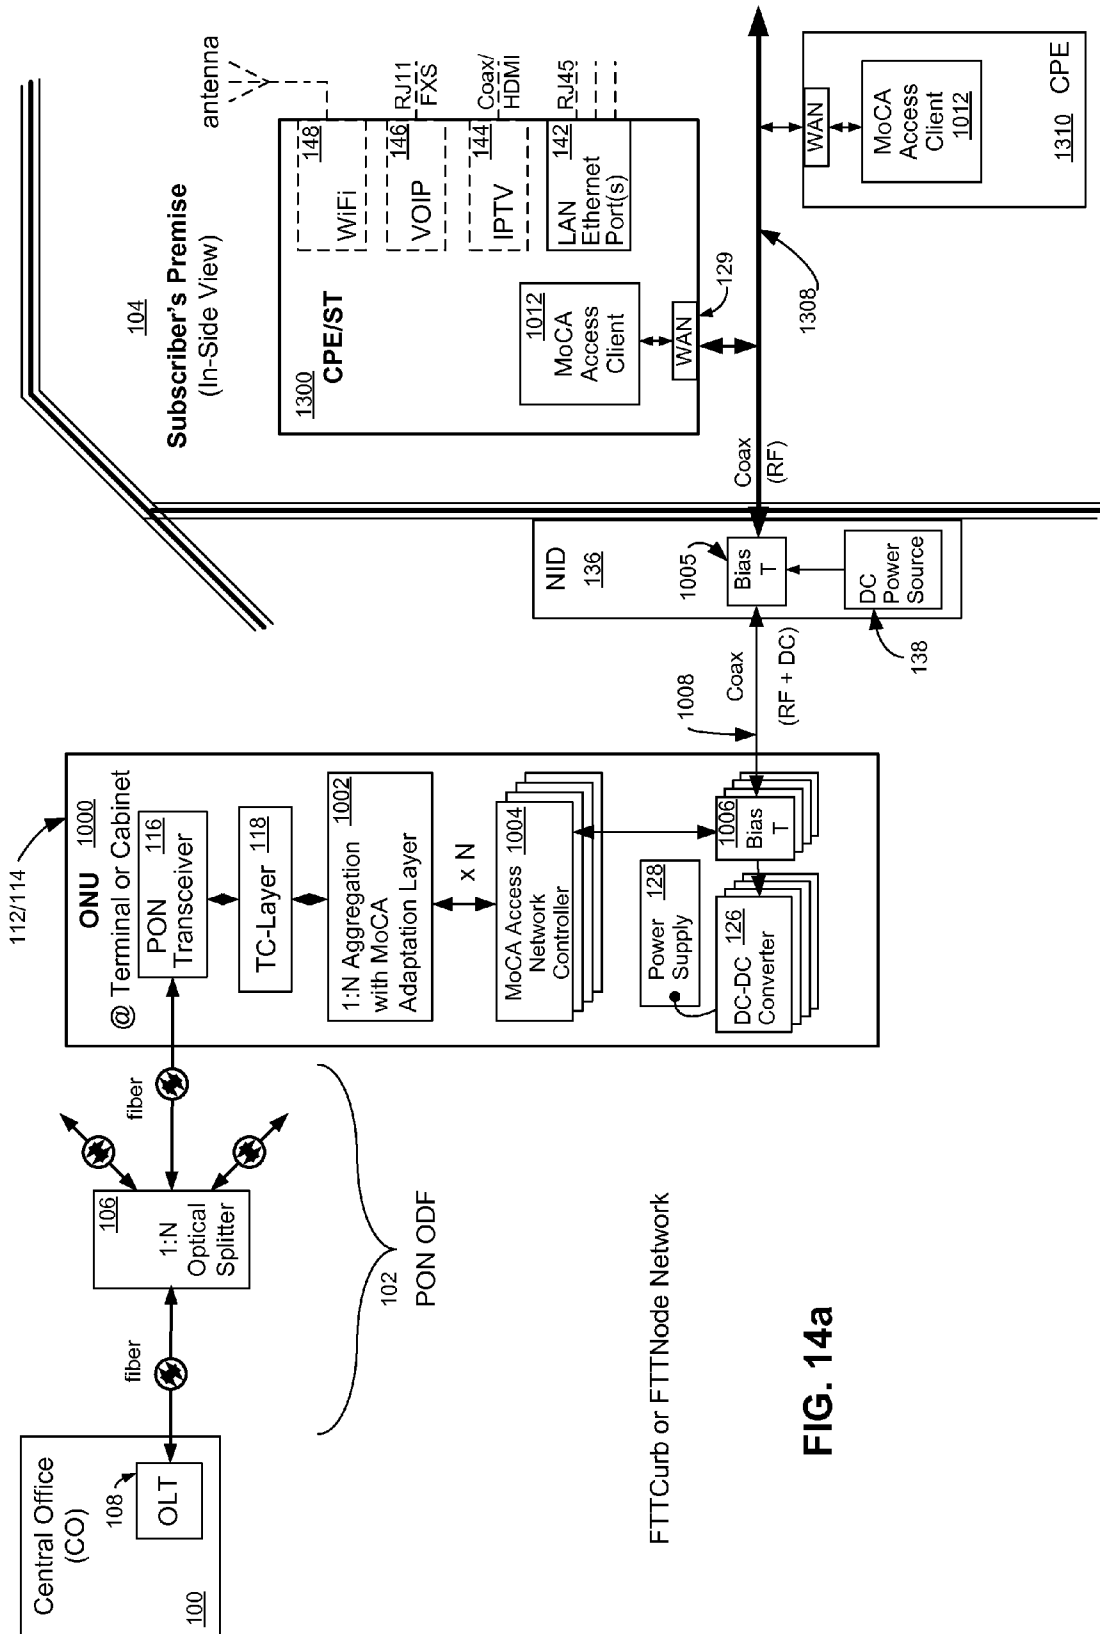 Central Office
(CO)
108
OLT
100
fiber
106
1:N
Optical
Splitter
fiber
102
PON ODF
112/114
ONU
1000
@ Terminal or Cabinet
PON
116
Transceiver
TC-Layer
118
1:N Aggregation
1002
with MoCA
Adaptation Layer
x N
MoCA Access
1004
Network
Controller
Power
128
Supply
DC-DC
126
Converter
1006
Bias
T
1008
Coax
(RF + DC)
NID
136
1005
Bias
T
DC
Power
Source
138
104
Subscriber's Premise
(In-Side View)
Coax
(RF)
1300
CPE/ST
1012
MoCA
Access
Client
WAN
129
WiFi
148
VOIP
146
IPTV
144
LAN
142
Ethernet
Port(s)
antenna
RJ11
FXS
Coax/
HDMI
RJ45
1308
WAN
MoCA
Access
Client
1012
1310
CPE
FTTCurb or FTTNode Network
FIG. 14a